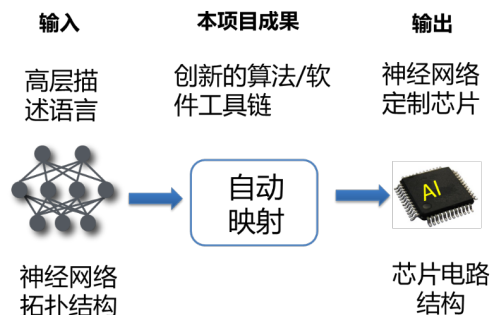 输入
本项目成果
输出
高层描
述语言
创新的算法/软
件工具链
神经网络
定制芯片
自动
映射
AI
神经网络
拓扑结构
芯片电路
结构